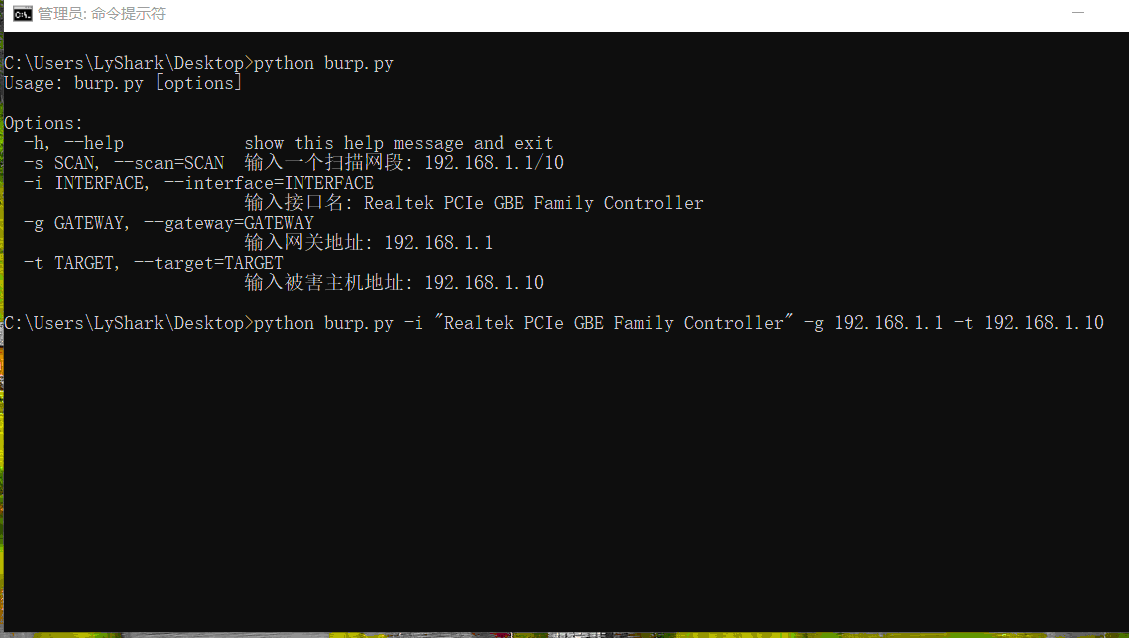 管理员: 命令提示符
C:\Users\LyShark\Desktop>python burp.py
Usage: burp.py [options]
Options:
-h, --help show this help message and exit
-s SCAN, --scan=SCAN 输入一个扫描网段: 192.168.1.1/10
-i INTERFACE, --interface=INTERFACE
输入接口名: Realtek PCIe GBE Family Controller
-g GATEWAY, --gateway=GATEWAY
输入网关地址: 192.168.1.1
-t TARGET, --target=TARGET
输入被害主机地址: 192.168.1.10
C:\Users\LyShark\Desktop>python burp.py -i "Realtek PCIe GBE Family Controller" -g 192.168.1.1 -t 192.168.1.10